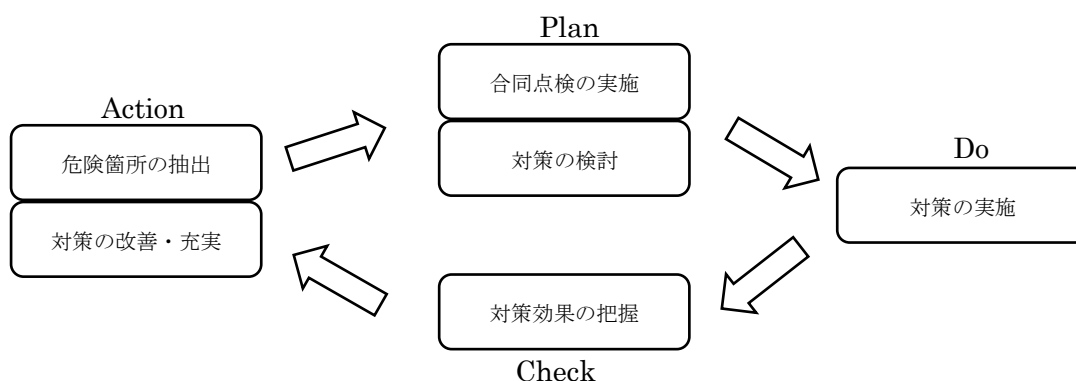 Plan
合同点検の実施
対策の検討
Action
危険箇所の抽出
対策の改善・充実
Do
対策の実施
対策効果の把握
Check